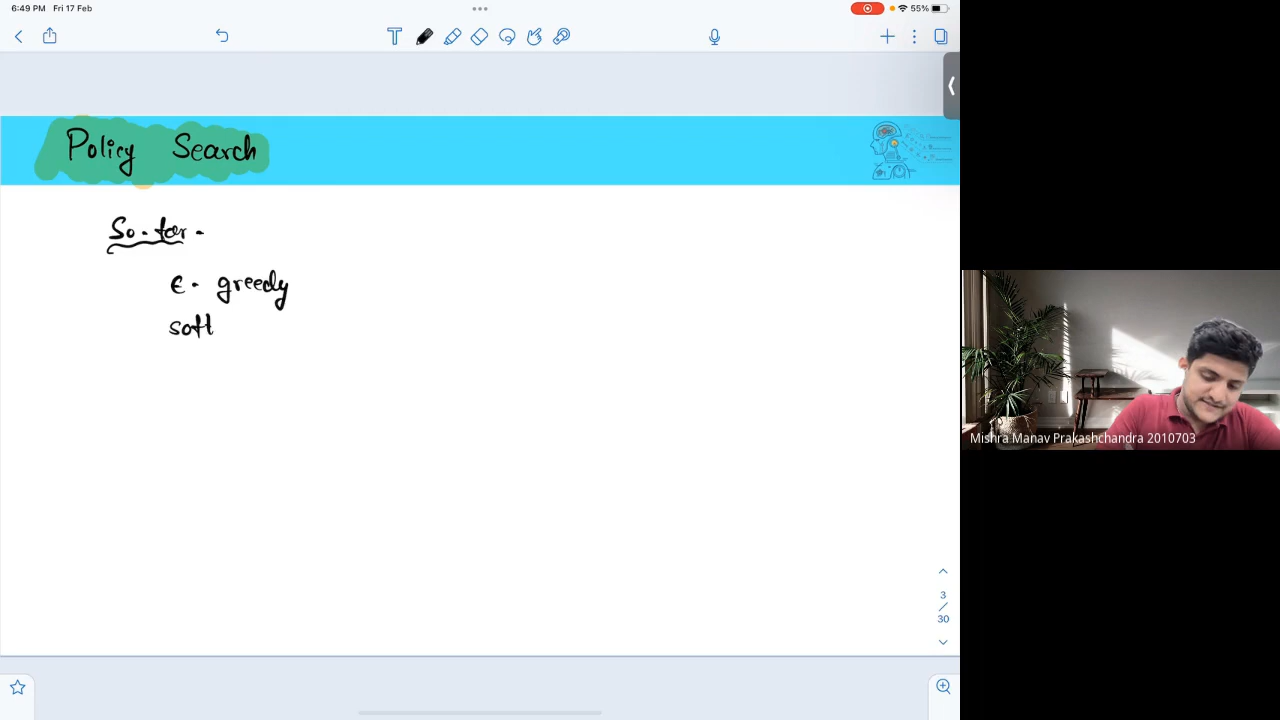 6:49 PM Fri 17 Feb
55%
Policy Search
So-far -
ϵ- greedy
soft
3
/
30
Mishra Manav Prakashchandra 2010703